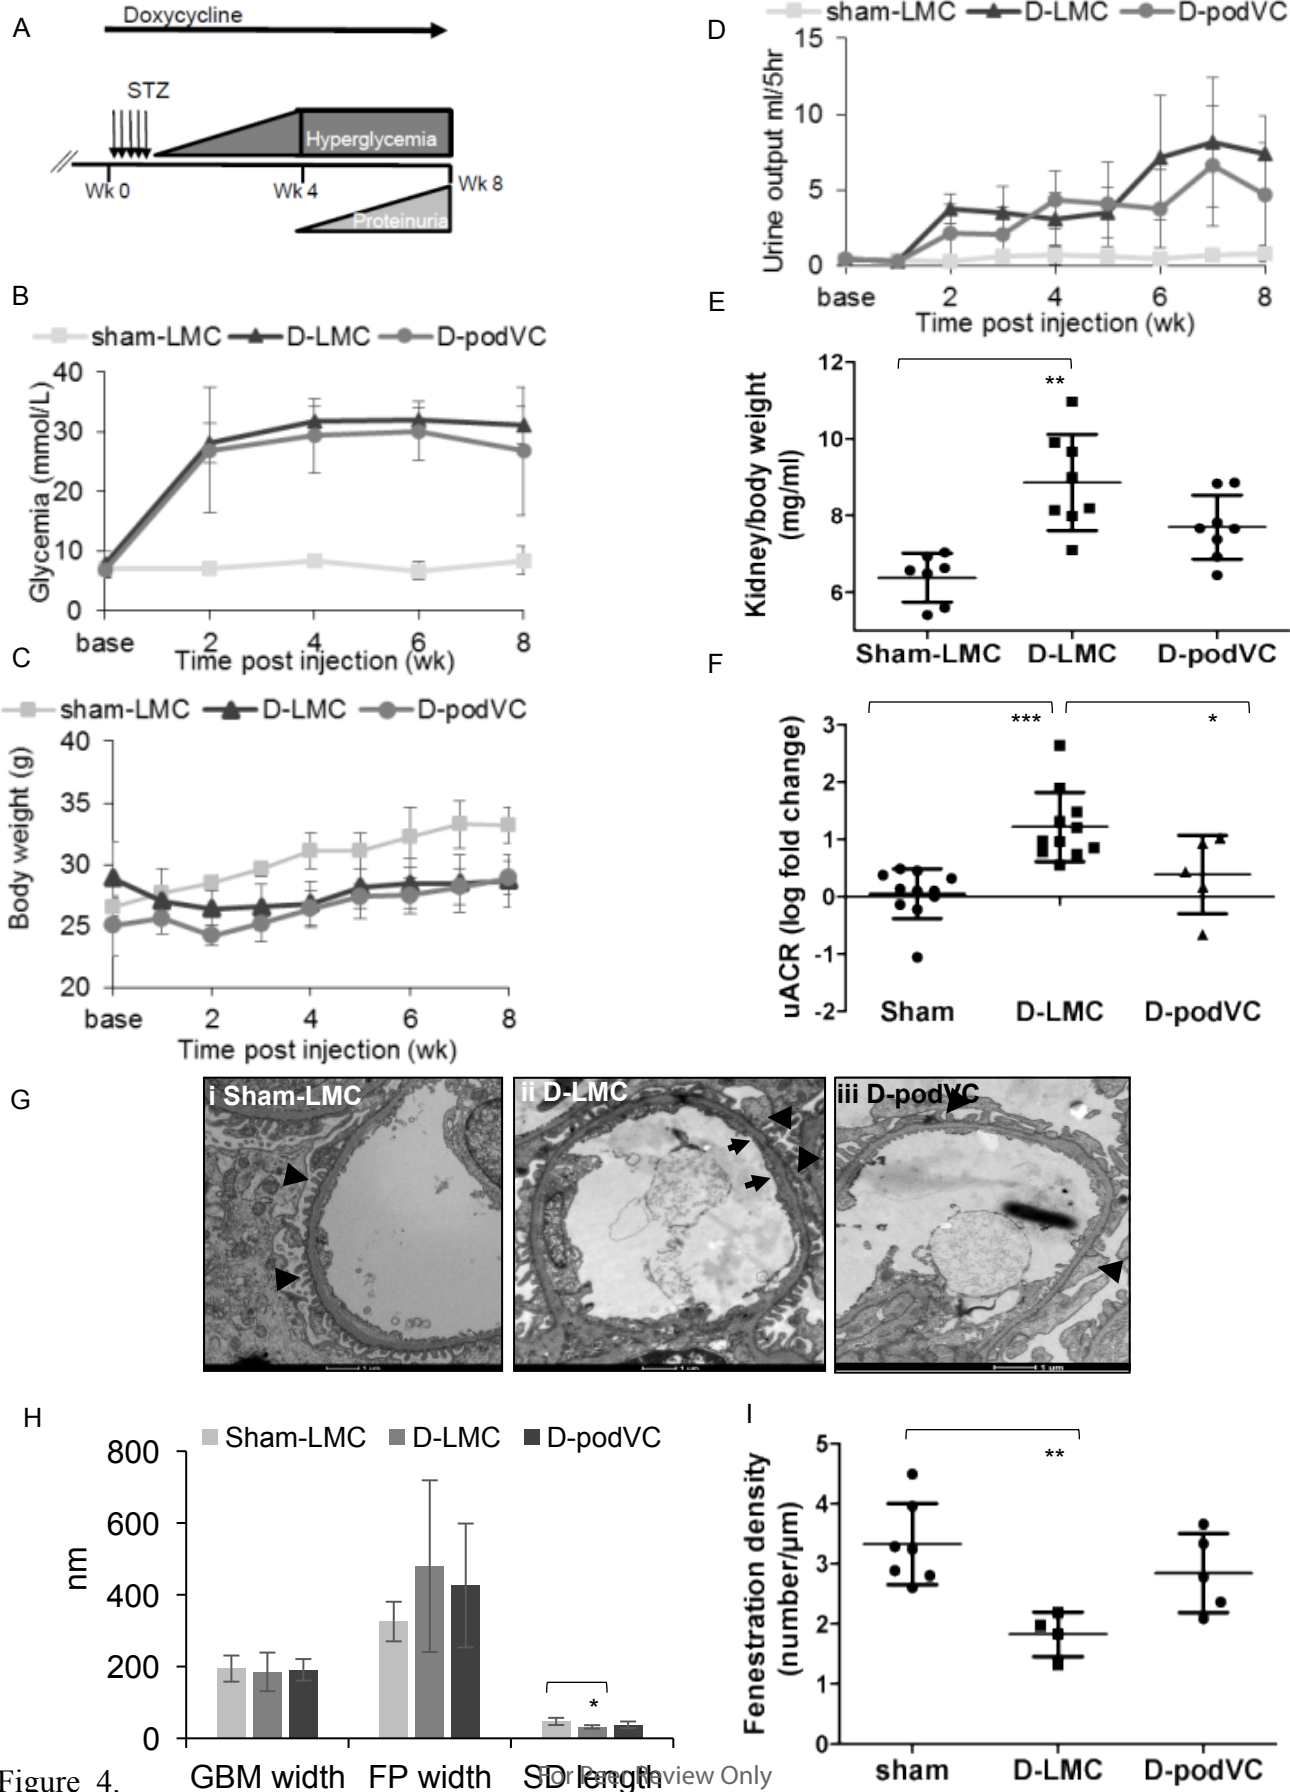 A
Doxycycline
STZ
Hyperglycemia
Wk 0
Wk 4
Wk 8
Proteinuria
B
sham-LMC D-LMC D-podVC
Glycemia (mmol/L)
40
30
20
10
0
base 2 4 6 8
Time post injection (wk)
C
sham-LMC D-LMC D-podVC
Body weight (g)
40
35
30
25
20
base 2 4 6 8
Time post injection (wk)
D
sham-LMC D-LMC D-podVC
Urine output ml/5hr
15
10
5
0
base 2 4 6 8
Time post injection (wk)
E
Kidney/body weight
(mg/ml)
12
10
8
6
**
Sham-LMC D-LMC D-podVC
F
uACR (log fold change)
3
2
1
0
-1
-2
***
*
Sham D-LMC D-podVC
G
i Sham-LMC
ii D-LMC
iii D-podVC
1 µm
1 µm
1 µm
H
Sham-LMC D-LMC D-podVC
nm
800
600
400
200
0
*
GBM width FP width SD length
I
Fenestration density
(number/µm)
5
4
3
2
1
0
**
sham D-LMC D-podVC
Figure 4.
For Peer Review Only